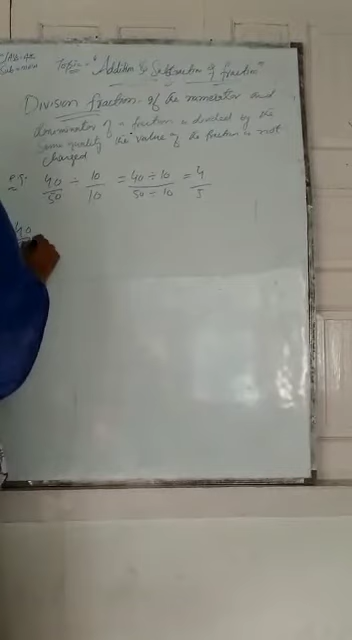 Topic = "Addition & Subtraction of fraction"
Division fraction of the numerator and
denominator of a fraction is divided by the
same quantity the value of the fraction is not
changed
eg:- 40/50 ÷ 10/10 = 40 ÷ 10/50 ÷ 10 = 4/5
40